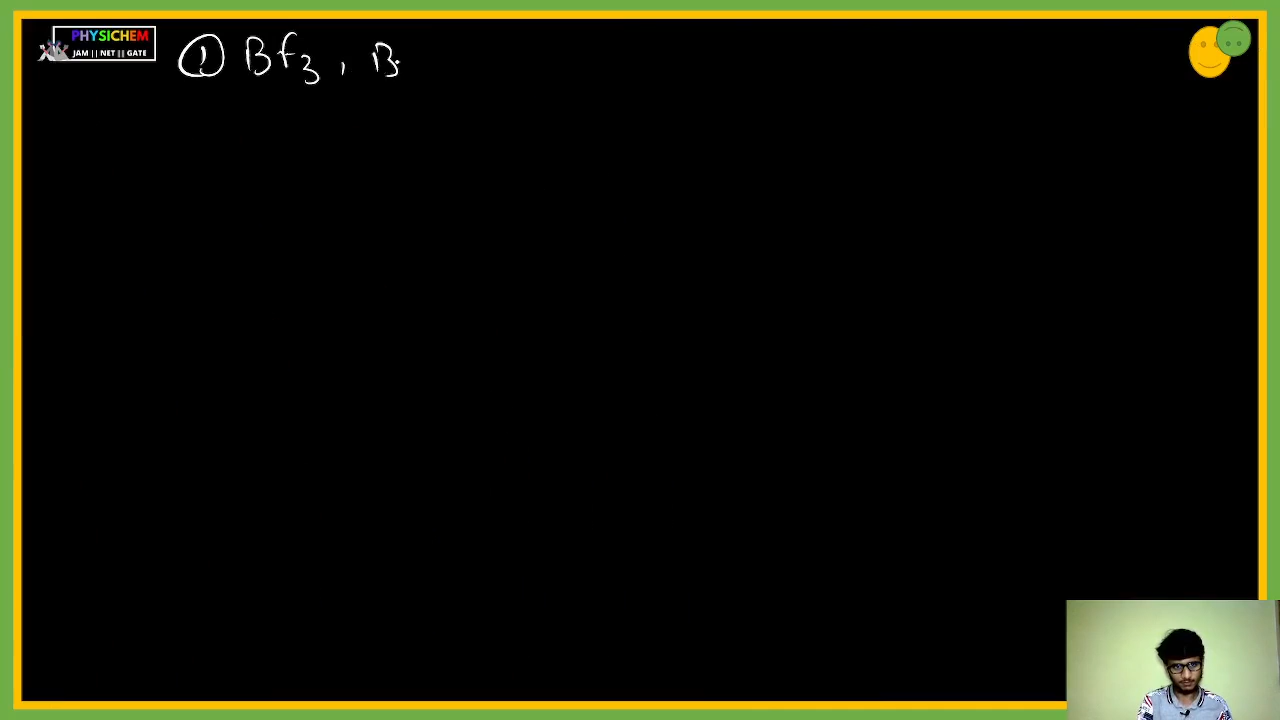 PHYSICHEM
JAM || NET || GATE
① Bf₃, B